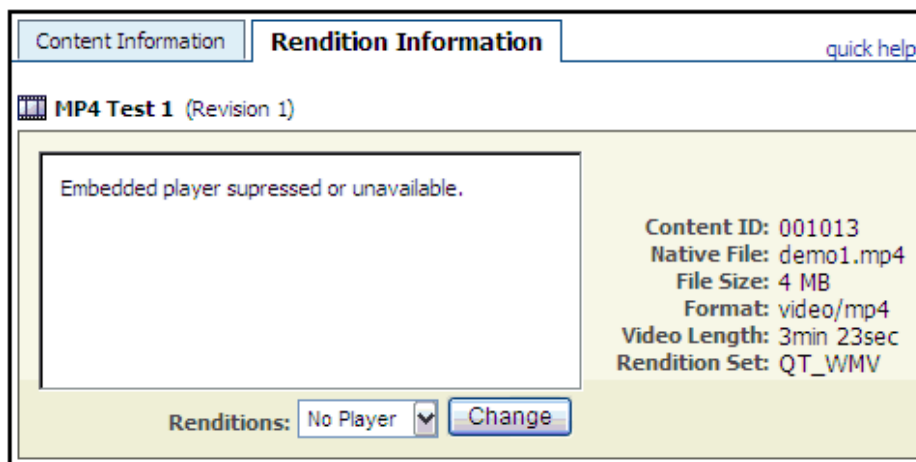 Content Information
Rendition Information
quick help
MP4 Test 1 (Revision 1)
Embedded player supressed or unavailable.
Content ID: 001013
Native File: demo1.mp4
File Size: 4 MB
Format: video/mp4
Video Length: 3min 23sec
Rendition Set: QT_WMV
Renditions: No Player Change